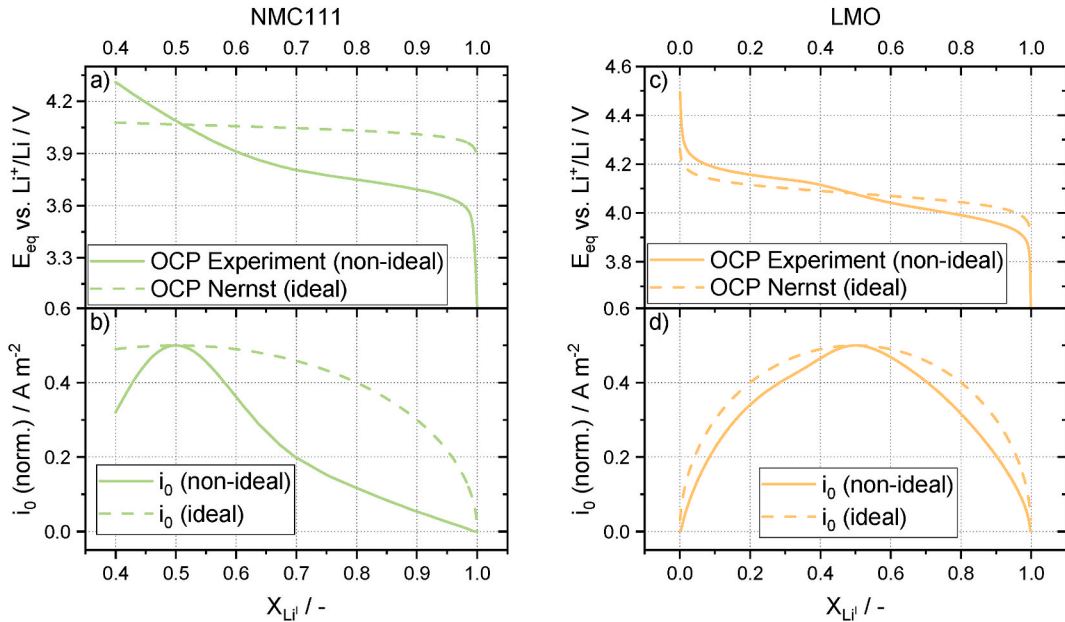 NMC111
0.4 0.5 0.6 0.7 0.8 0.9 1.0
a)
E_eq vs. Li⁺/Li / V
4.2
3.9
3.6
3.3
OCP Experiment (non-ideal)
OCP Nernst (ideal)
0.6
b)
i₀ (norm.) / A m⁻²
0.4
0.2
0.0
i₀ (non-ideal)
i₀ (ideal)
0.4 0.5 0.6 0.7 0.8 0.9 1.0
X_Liᴵ / -
LMO
0.0 0.2 0.4 0.6 0.8 1.0
c)
E_eq vs. Li⁺/Li / V
4.6
4.4
4.2
4.0
3.8
OCP Experiment (non-ideal)
OCP Nernst (ideal)
0.6
d)
i₀ (norm.) / A m⁻²
0.4
0.2
0.0
i₀ (non-ideal)
i₀ (ideal)
0.0 0.2 0.4 0.6 0.8 1.0
X_Liᴵ / -